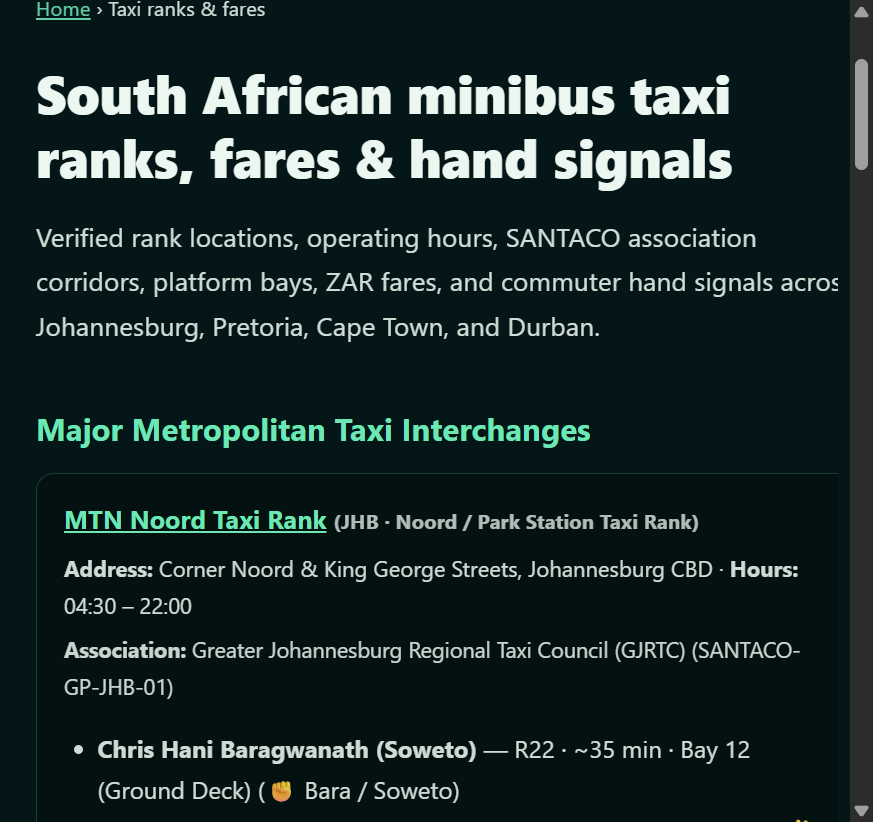 Home › Taxi ranks & fares
South African minibus taxi
ranks, fares & hand signals
Verified rank locations, operating hours, SANTACO association
corridors, platform bays, ZAR fares, and commuter hand signals acros
Johannesburg, Pretoria, Cape Town, and Durban.
Major Metropolitan Taxi Interchanges
MTN Noord Taxi Rank (JHB · Noord / Park Station Taxi Rank)
Address: Corner Noord & King George Streets, Johannesburg CBD · Hours:
04:30 – 22:00
Association: Greater Johannesburg Regional Taxi Council (GJRTC) (SANTACO-
GP-JHB-01)
• Chris Hani Baragwanath (Soweto) — R22 · ~35 min · Bay 12
(Ground Deck) (✊ Bara / Soweto)